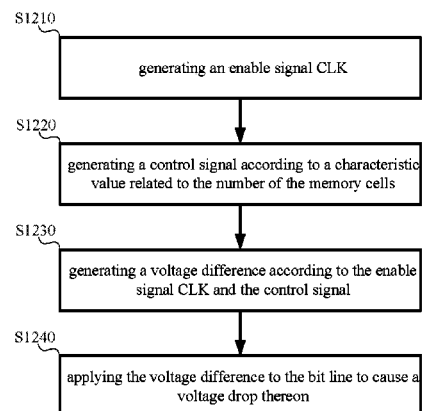 S1210
generating an enable signal CLK
S1220
generating a control signal according to a characteristic
value related to the number of the memory cells
S1230
generating a voltage difference according to the enable
signal CLK and the control signal
S1240
applying the voltage difference to the bit line to cause a
voltage drop thereon